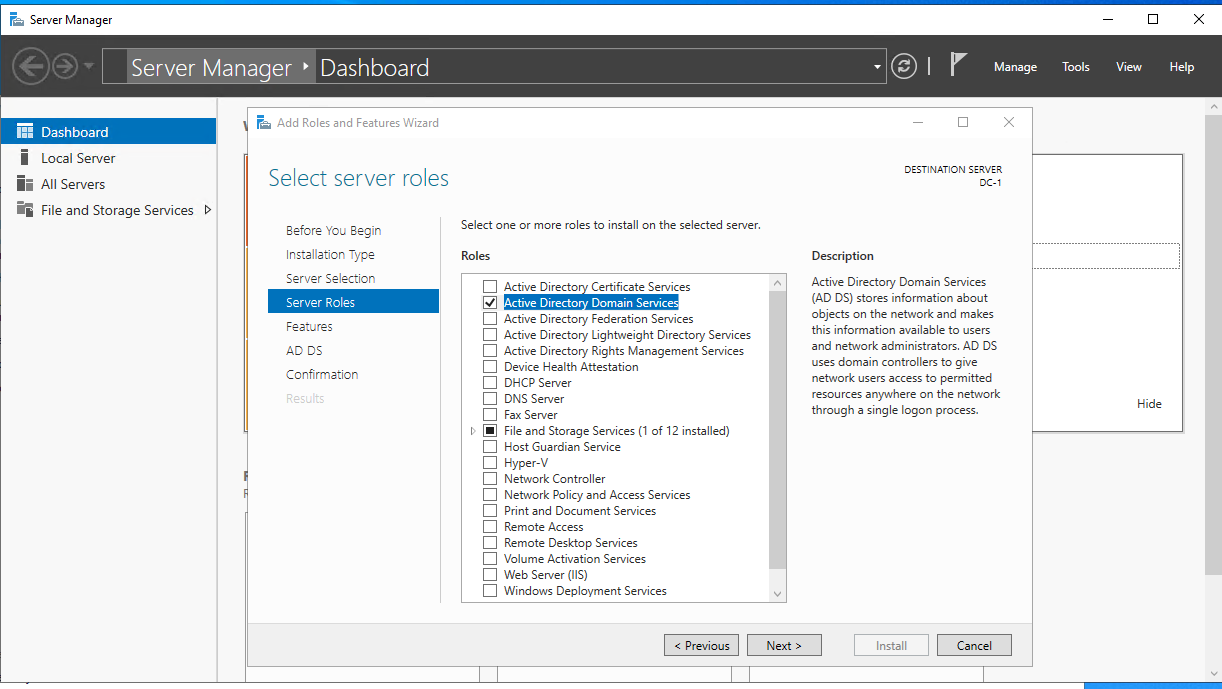 Server Manager
Server Manager Dashboard
Manage Tools View Help
Dashboard
Local Server
All Servers
File and Storage Services
Add Roles and Features Wizard
Select server roles
DESTINATION SERVER
DC-1
Before You Begin
Installation Type
Server Selection
Server Roles
Features
AD DS
Confirmation
Results
Select one or more roles to install on the selected server.
Roles
Active Directory Certificate Services
Active Directory Domain Services
Active Directory Federation Services
Active Directory Lightweight Directory Services
Active Directory Rights Management Services
Device Health Attestation
DHCP Server
DNS Server
Fax Server
File and Storage Services (1 of 12 installed)
Host Guardian Service
Hyper-V
Network Controller
Network Policy and Access Services
Print and Document Services
Remote Access
Remote Desktop Services
Volume Activation Services
Web Server (IIS)
Windows Deployment Services
Description
Active Directory Domain Services
(AD DS) stores information about
objects on the network and makes
this information available to users
and network administrators. AD DS
uses domain controllers to give
network users access to permitted
resources anywhere on the network
through a single logon process.
Hide
< Previous
Next >
Install
Cancel